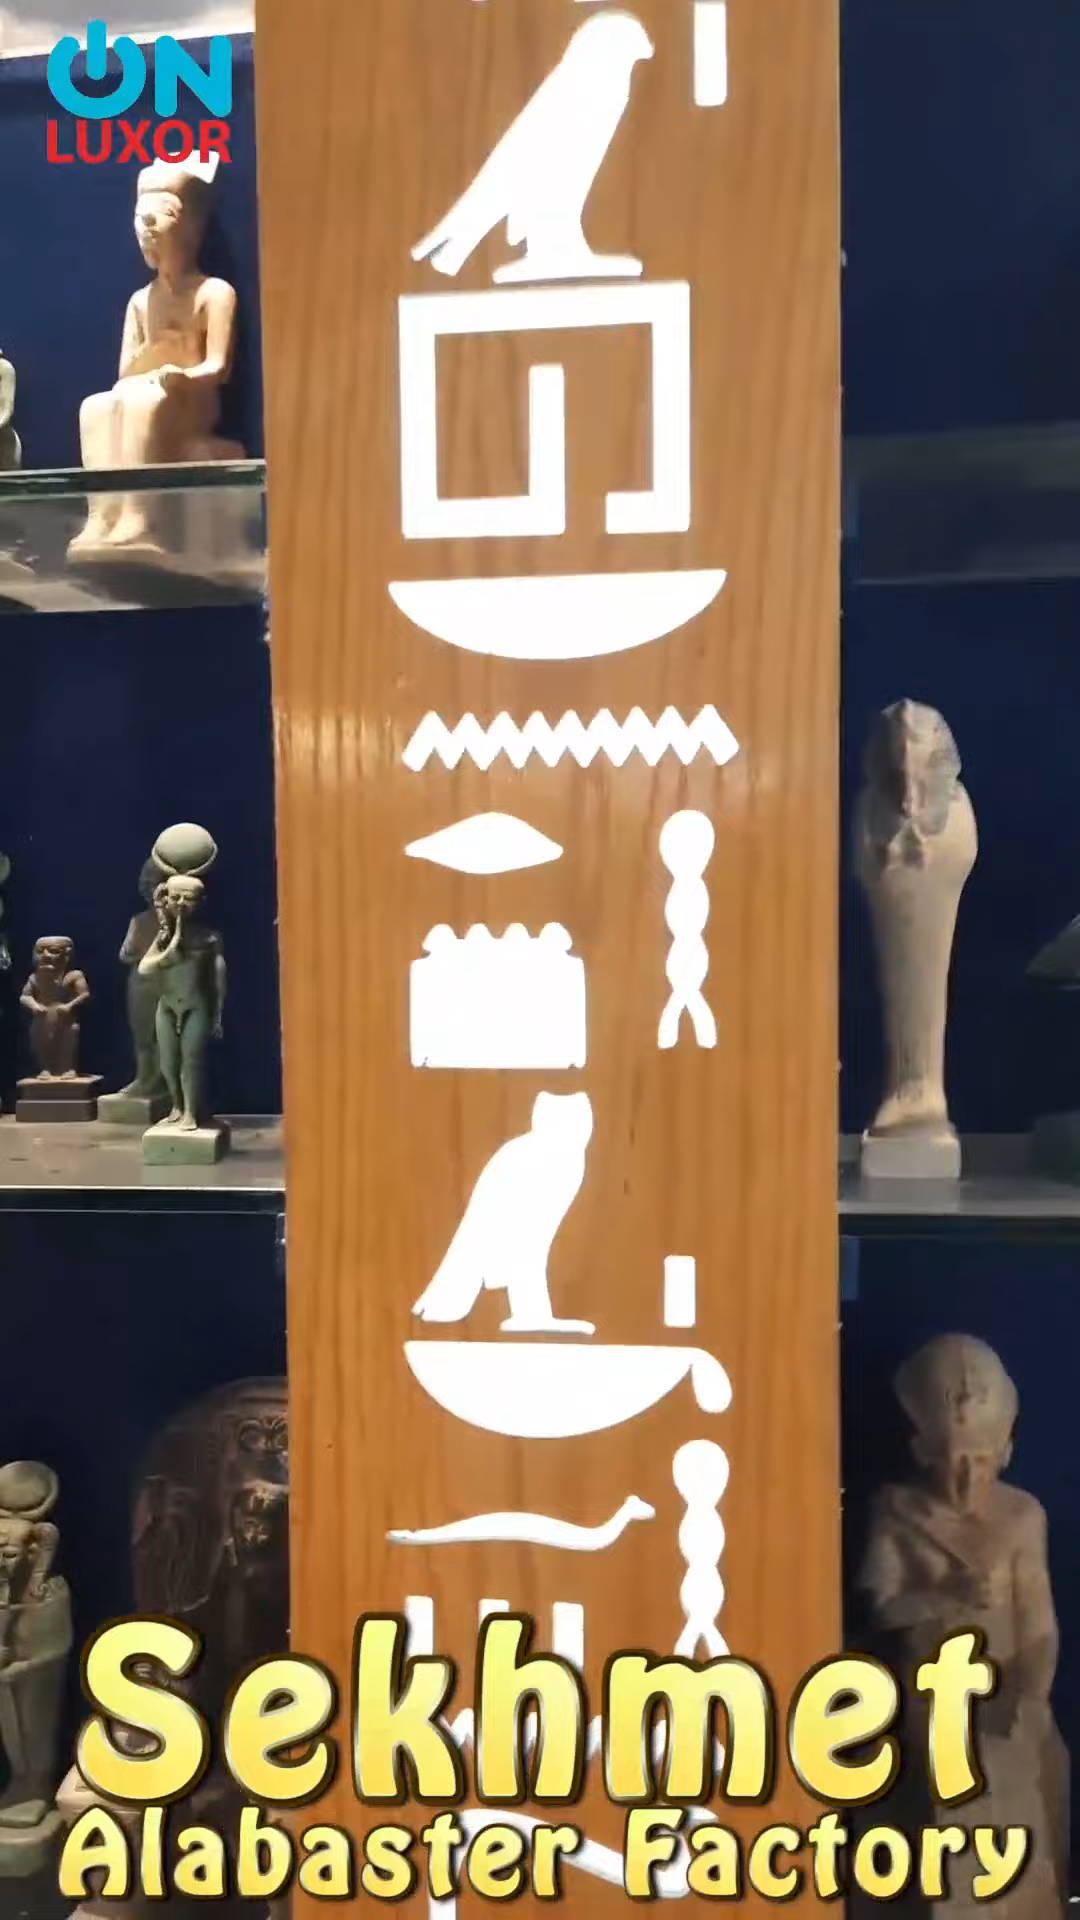 ON
LUXOR
𓅃
𓉔
𓎟
𓈖
𓂋 𓎛
𓏠
𓅓 𓏤
𓎡
𓎛
Sekhmet
Alabaster Factory